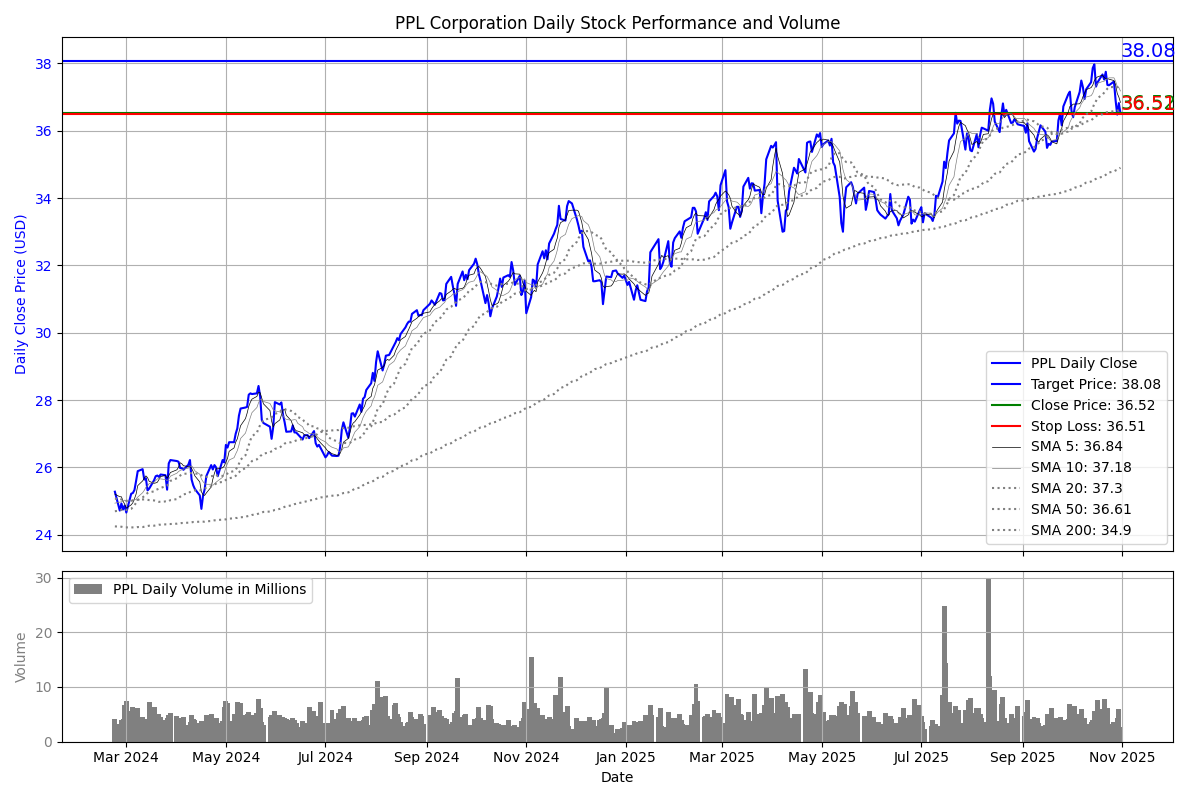 PPL Corporation Daily Stock Performance and Volume
38.08
36.52
36.51
38
36
34
32
30
28
26
24
Daily Close Price (USD)
PPL Daily Close
Target Price: 38.08
Close Price: 36.52
Stop Loss: 36.51
SMA 5: 36.84
SMA 10: 37.18
SMA 20: 37.3
SMA 50: 36.61
SMA 200: 34.9
30
20
10
0
Volume
PPL Daily Volume in Millions
Mar 2024
May 2024
Jul 2024
Sep 2024
Nov 2024
Jan 2025
Mar 2025
May 2025
Jul 2025
Sep 2025
Nov 2025
Date